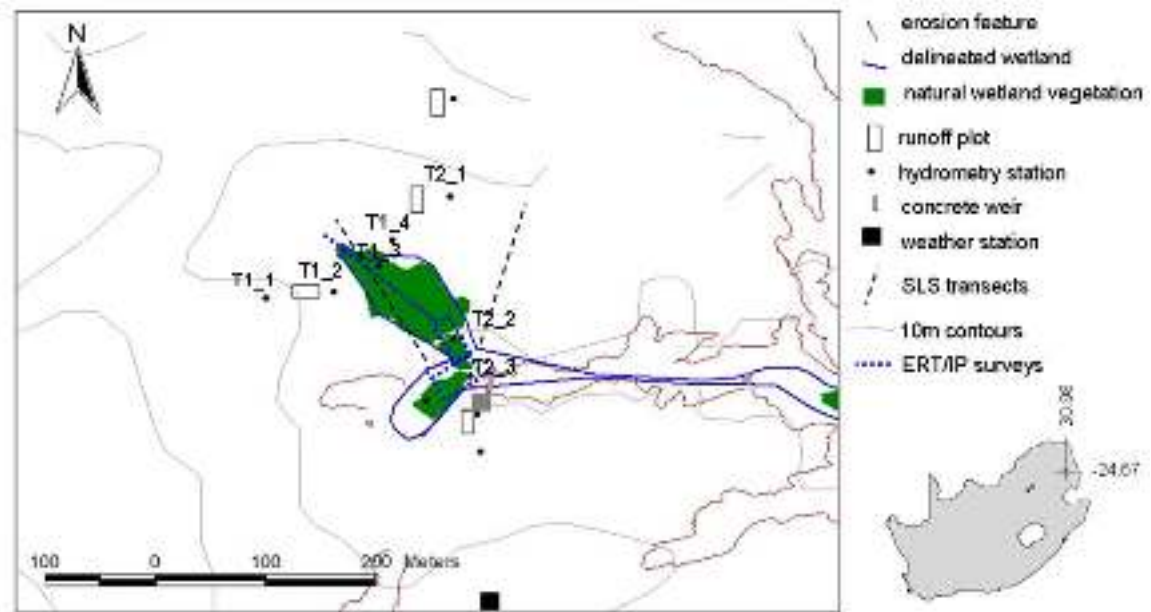 N
T2_1
T1_4
T1_3
T1_1
T1_2
T2_2
T2_3
100 0 100 200 Meters
erosion feature
delineated wetland
natural wetland vegetation
runoff plot
hydrometry station
concrete weir
weather station
SLS transects
10m contours
ERT/IP surveys
30.98
-24.67